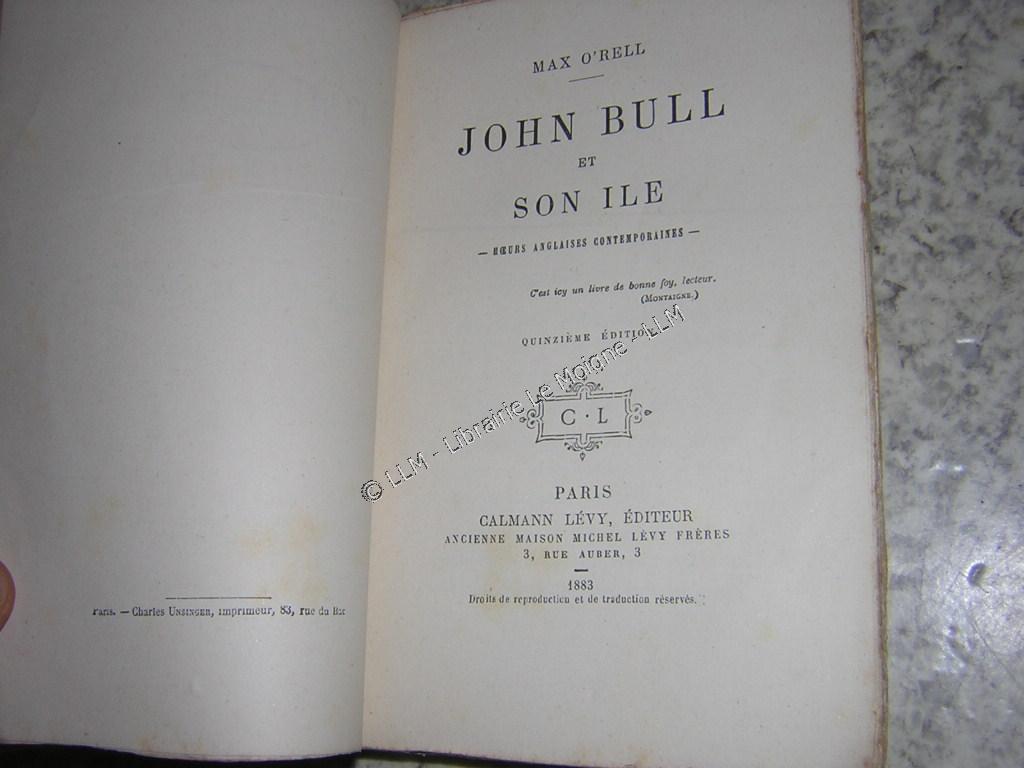 Paris. — Charles UNSINGER, imprimeur, 83, rue du Bac
MAX O'RELL
JOHN BULL
ET
SON ILE
— MŒURS ANGLAISES CONTEMPORAINES —
C'est icy un livre de bonne foy, lecteur.
(MONTAIGNE.)
QUINZIÈME ÉDITION
C · L
PARIS
CALMANN LÉVY, ÉDITEUR
ANCIENNE MAISON MICHEL LÉVY FRÈRES
3, RUE AUBER, 3
1883
Droits de reproduction et de traduction réservés.
© LLM - Librairie Le Moigne - LLM